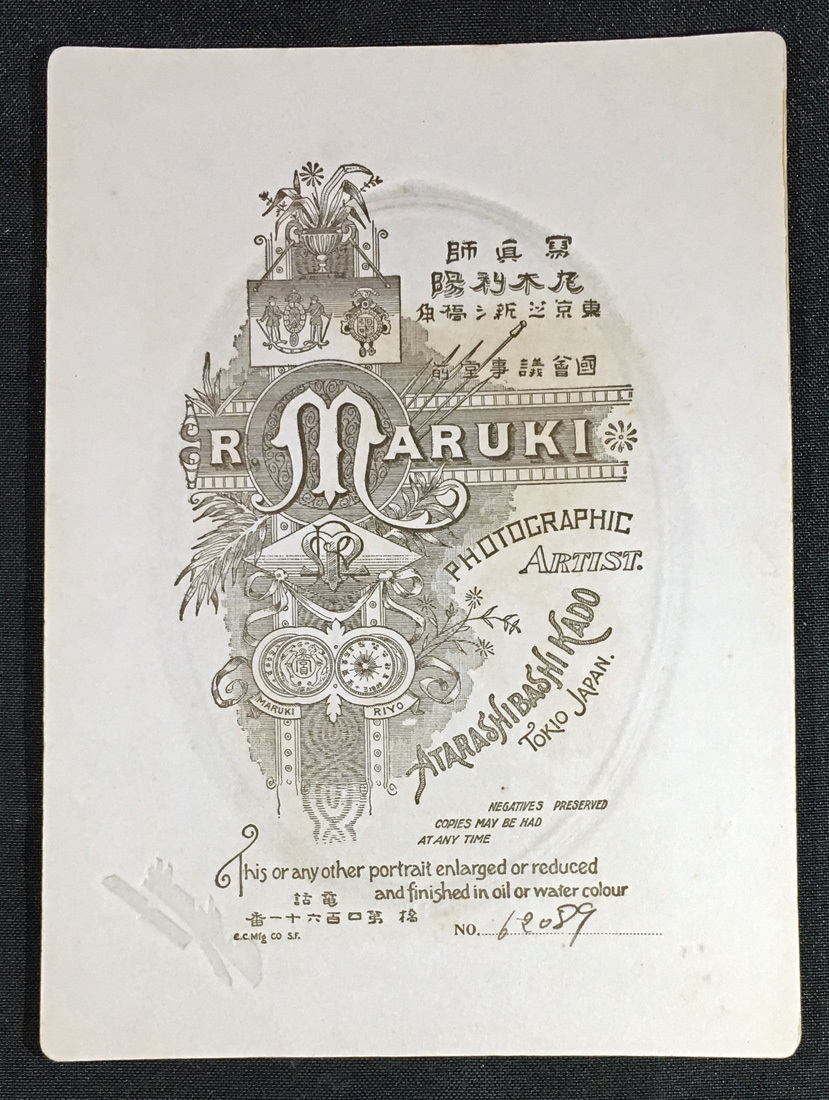 寫眞師
丸木利陽
東京芝新シ橋角
國會議事堂前
R. MARUKI
PHOTOGRAPHIC
ARTIST.
MARUKI RIYO
ATARASHIBASHI KADO
TOKIO JAPAN.
NEGATIVES PRESERVED
COPIES MAY BE HAD
AT ANY TIME
This or any other portrait enlarged or reduced
and finished in oil or water colour
電話
橋第四百六十一番
C.C. Mfg CO S.F.
NO. 62089